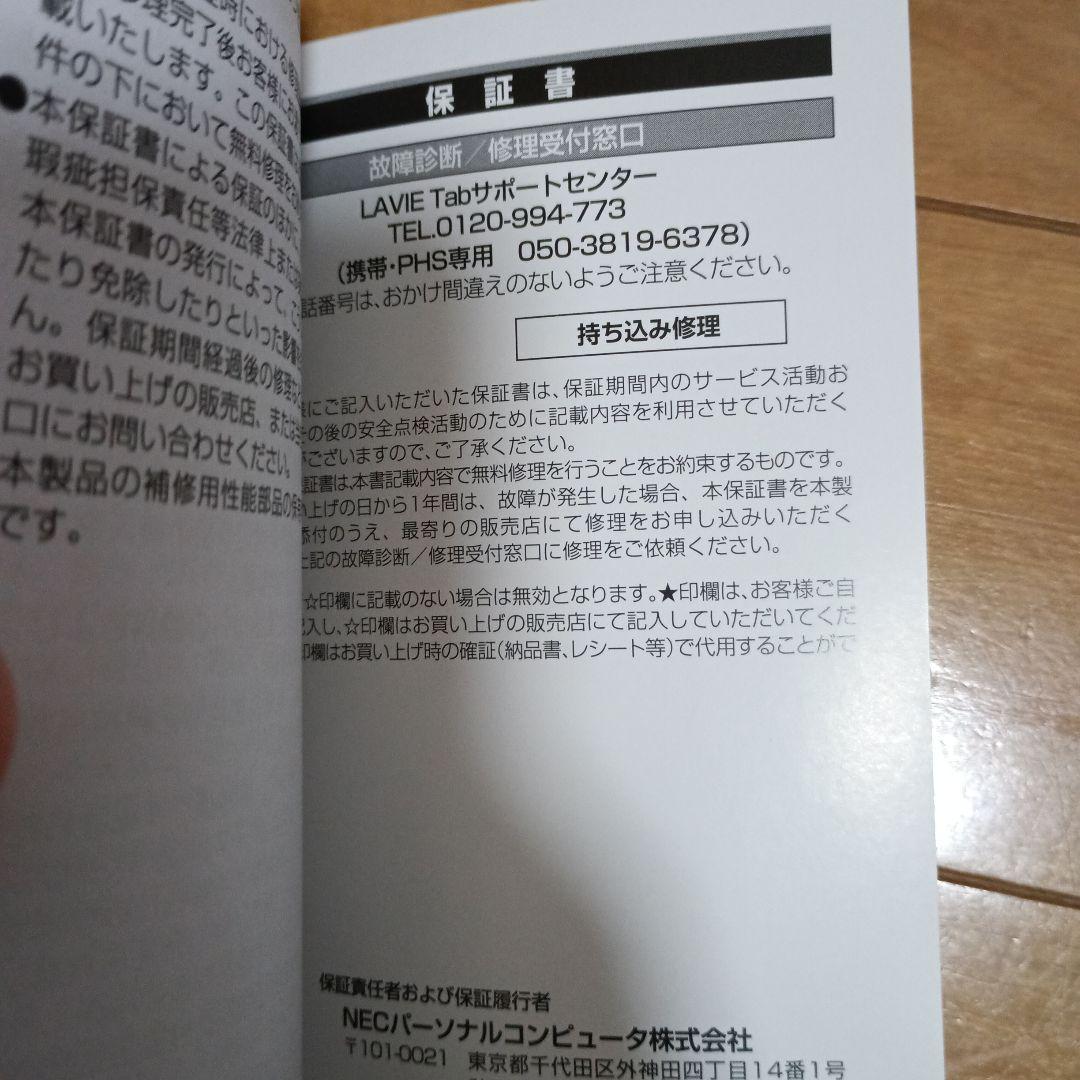 載いたします。この保証書
件の下において無料修理をお
●本保証書による保証のほかに
瑕疵担保責任等法律上または
本保証書の発行によって、こ
たり免除したりといった影響
ん。保証期間経過後の修理など
お買い上げの販売店、または
口にお問い合わせください。
本製品の補修用性能部品の
です。
保証書
故障診断／修理受付窓口
LAVIE Tabサポートセンター
TEL.0120-994-773
(携帯・PHS専用 050-3819-6378)
話番号は、おかけ間違えのないようご注意ください。
持ち込み修理
にご記入いただいた保証書は、保証期間内のサービス活動お
その後の安全点検活動のために記載内容を利用させていただく
がございますので、ご了承ください。
証書は本書記載内容で無料修理を行うことをお約束するものです。
い上げの日から1年間は、故障が発生した場合、本保証書を本製
添付のうえ、最寄りの販売店にて修理をお申し込みいただく
上記の故障診断／修理受付窓口に修理をご依頼ください。
☆印欄に記載のない場合は無効となります。★印欄は、お客様ご自
記入し、☆印欄はお買い上げの販売店にて記入していただいてくだ
印欄はお買い上げ時の確証(納品書、レシート等)で代用することがで
保証責任者および保証履行者
NECパーソナルコンピュータ株式会社
〒101-0021 東京都千代田区外神田四丁目14番1号